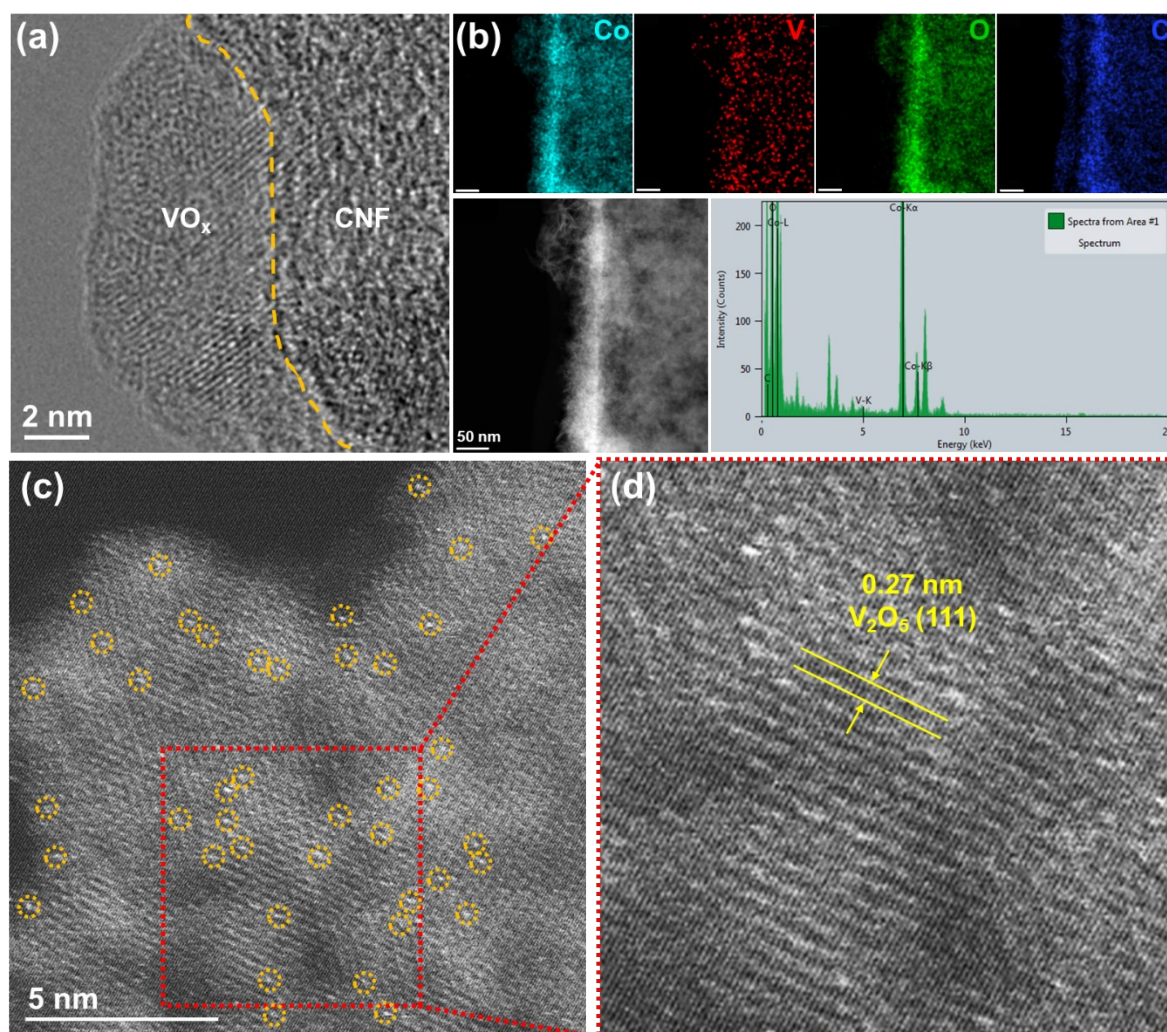 (a)
VOx
CNF
2 nm
(b)
Co
V
O
C
50 nm
Intensity (Counts)
200
150
100
50
0
C
O
Co-L
V-K
Co-Kα
Co-Kβ
Spectra from Area #1
Spectrum
0
5
10
15
Energy (keV)
(c)
5 nm
(d)
0.27 nm
V2O5 (111)